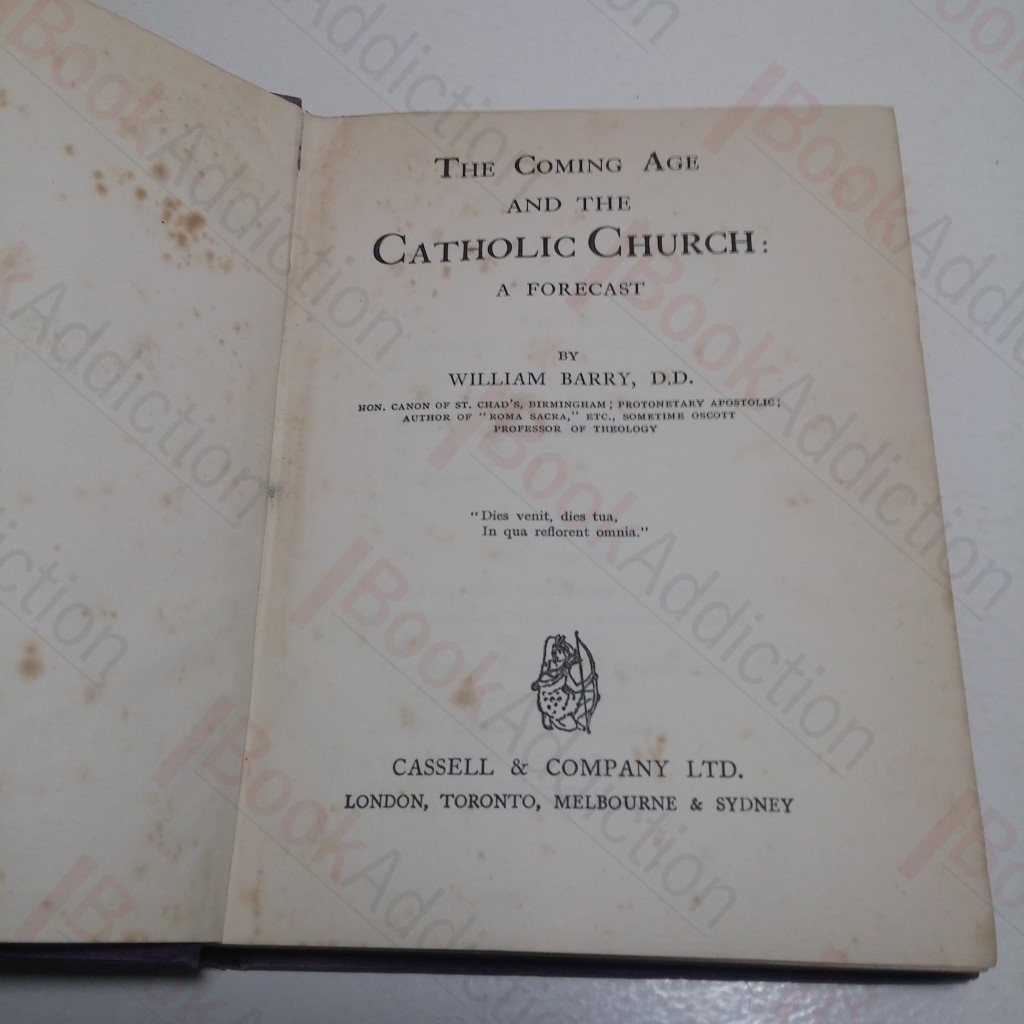 The Coming Age
and the
Catholic Church:
a Forecast
BY
WILLIAM BARRY, D.D.
HON. CANON OF ST. CHAD'S, BIRMINGHAM; PROTONETARY APOSTOLIC;
AUTHOR OF "ROMA SACRA," ETC., SOMETIME OSCOTT
PROFESSOR OF THEOLOGY
"Dies venit, dies tua,
In qua reflorent omnia."
CASSELL & COMPANY LTD.
LONDON, TORONTO, MELBOURNE & SYDNEY
BookAddiction